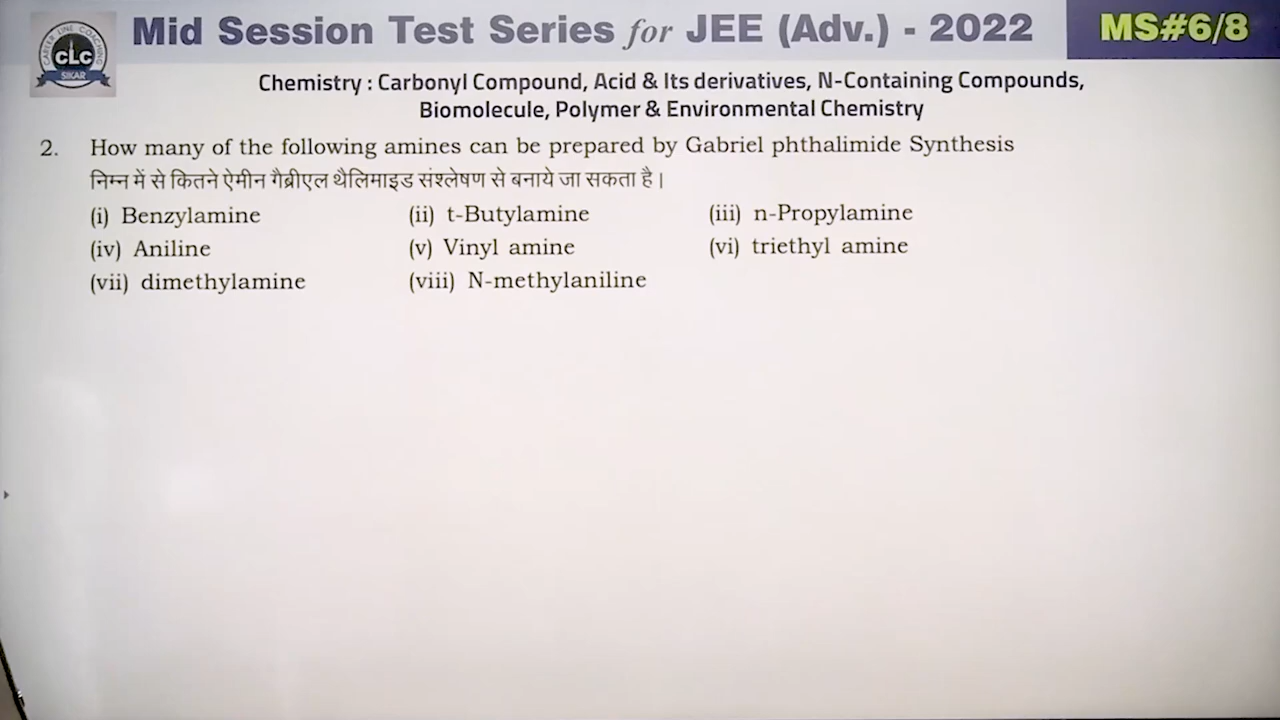 Mid Session Test Series for JEE (Adv.) - 2022 MS#6/8
CAREER LINE COACHING CLC SIKAR
Chemistry : Carbonyl Compound, Acid & Its derivatives, N-Containing Compounds,
Biomolecule, Polymer & Environmental Chemistry
2. How many of the following amines can be prepared by Gabriel phthalimide Synthesis
निम्न में से कितने ऐमीन गैब्रीएल थैलिमाइड संश्लेषण से बनाये जा सकता है।
(i) Benzylamine (ii) t-Butylamine (iii) n-Propylamine
(iv) Aniline (v) Vinyl amine (vi) triethyl amine
(vii) dimethylamine (viii) N-methylaniline